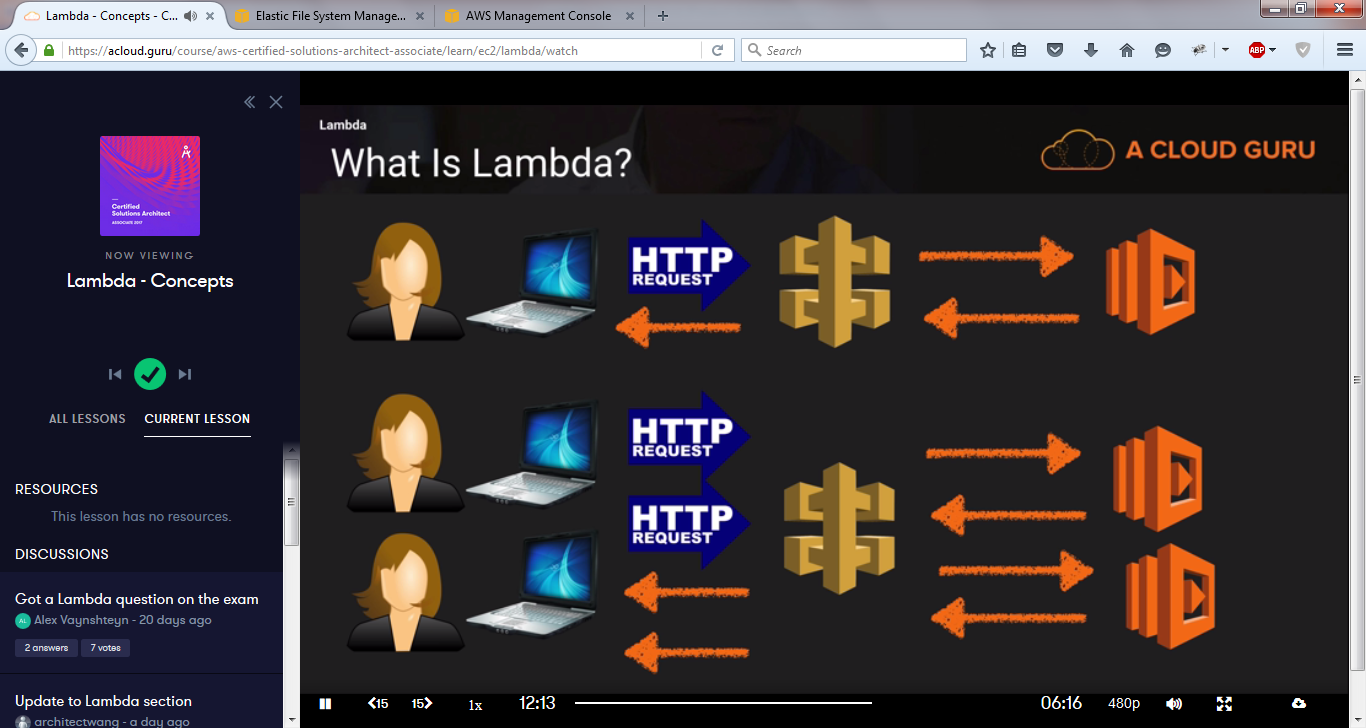 Lambda - Concepts - C...
Elastic File System Manage...
AWS Management Console
https://acloud.guru/course/aws-certified-solutions-architect-associate/learn/ec2/lambda/watch
Search
ABP
Certified
Solutions Architect
ASSOCIATE 2017
NOW VIEWING
Lambda - Concepts
ALL LESSONS
CURRENT LESSON
RESOURCES
This lesson has no resources.
DISCUSSIONS
Got a Lambda question on the exam
AL
Alex Vaynshteyn - 20 days ago
2 answers
7 votes
Update to Lambda section
architectwang - a day ago
Lambda
What Is Lambda?
A CLOUD GURU
HTTP
REQUEST
HTTP
REQUEST
HTTP
REQUEST
15
15
1x
12:13
06:16
480p